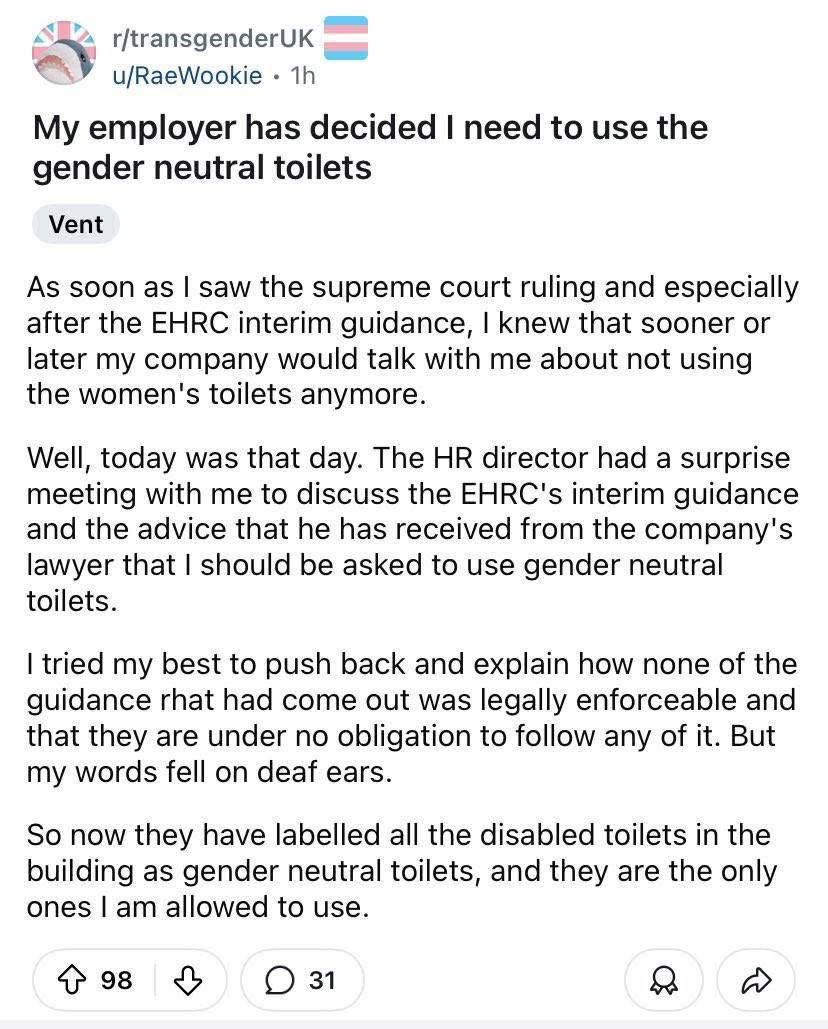 r/transgenderUK
u/RaeWookie • 1h
My employer has decided I need to use the
gender neutral toilets
Vent
As soon as I saw the supreme court ruling and especially
after the EHRC interim guidance, I knew that sooner or
later my company would talk with me about not using
the women's toilets anymore.
Well, today was that day. The HR director had a surprise
meeting with me to discuss the EHRC's interim guidance
and the advice that he has received from the company's
lawyer that I should be asked to use gender neutral
toilets.
I tried my best to push back and explain how none of the
guidance rhat had come out was legally enforceable and
that they are under no obligation to follow any of it. But
my words fell on deaf ears.
So now they have labelled all the disabled toilets in the
building as gender neutral toilets, and they are the only
ones I am allowed to use.
98 31